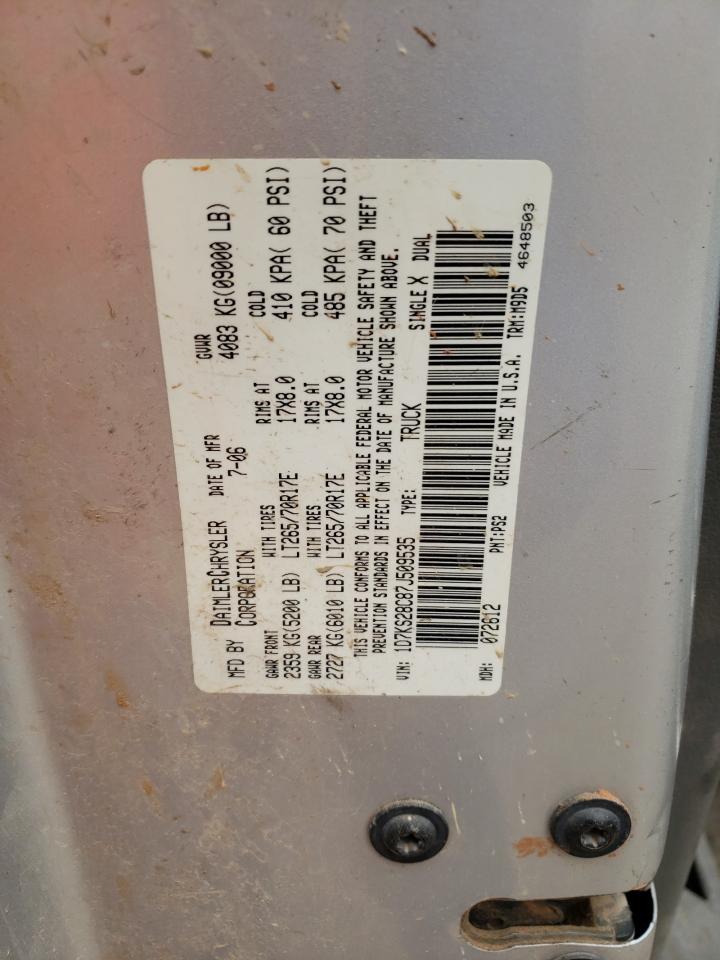 MFD BY DAIMLERCHRYSLER CORPORATION DATE OF MFR 7-06 GVWR 4083 KG(09000 LB)
GAWR FRONT WITH TIRES RIMS AT COLD
2359 KG(5200 LB) LT265/70R17E 17X8.0 410 KPA( 60 PSI)
GAWR REAR WITH TIRES RIMS AT COLD
2727 KG(6010 LB) LT265/70R17E 17X8.0 485 KPA( 70 PSI)
THIS VEHICLE CONFORMS TO ALL APPLICABLE FEDERAL MOTOR VEHICLE SAFETY AND THEFT
PREVENTION STANDARDS IN EFFECT ON THE DATE OF MANUFACTURE SHOWN ABOVE.
VIN: 1D7KS28C87J509535 TYPE: TRUCK SINGLE X DUAL
MDH: 072612 PNT:PS2 VEHICLE MADE IN U.S.A. TRM:M9D5 4648503